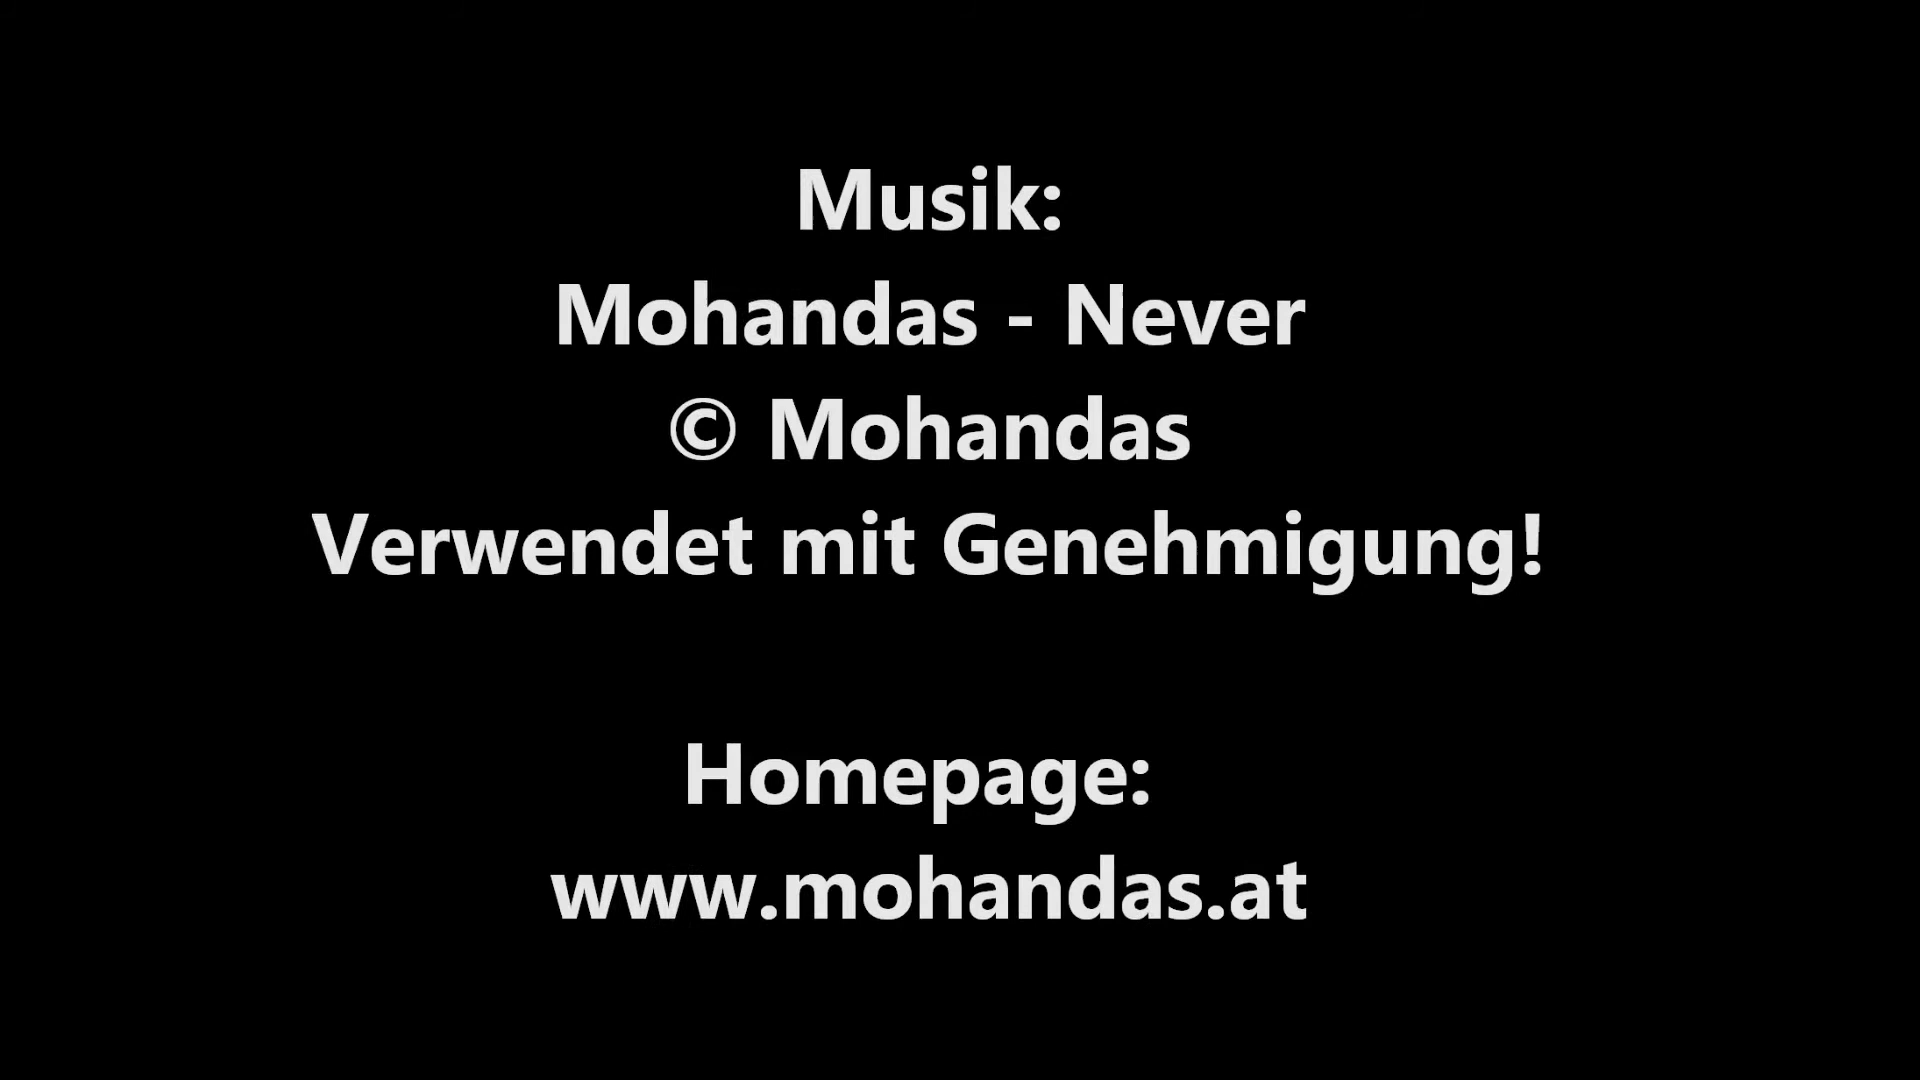 Musik:
Mohandas - Never
© Mohandas
Verwendet mit Genehmigung!
Homepage:
www.mohandas.at